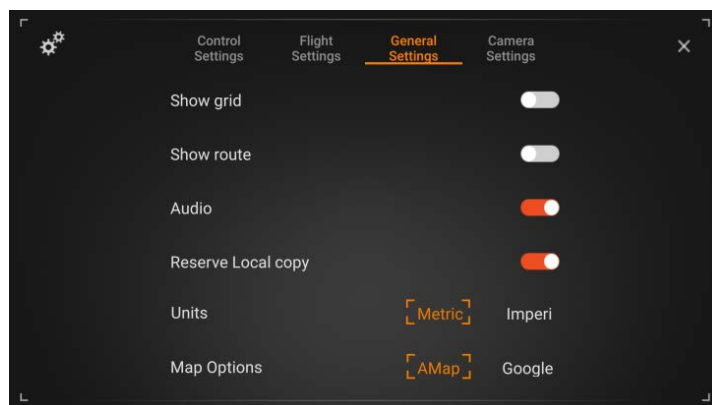 Control Flight General Camera
Settings Settings Settings Settings
Show grid
Show route
Audio
Reserve Local copy
Units Metric Imperi
Map Options AMap Google